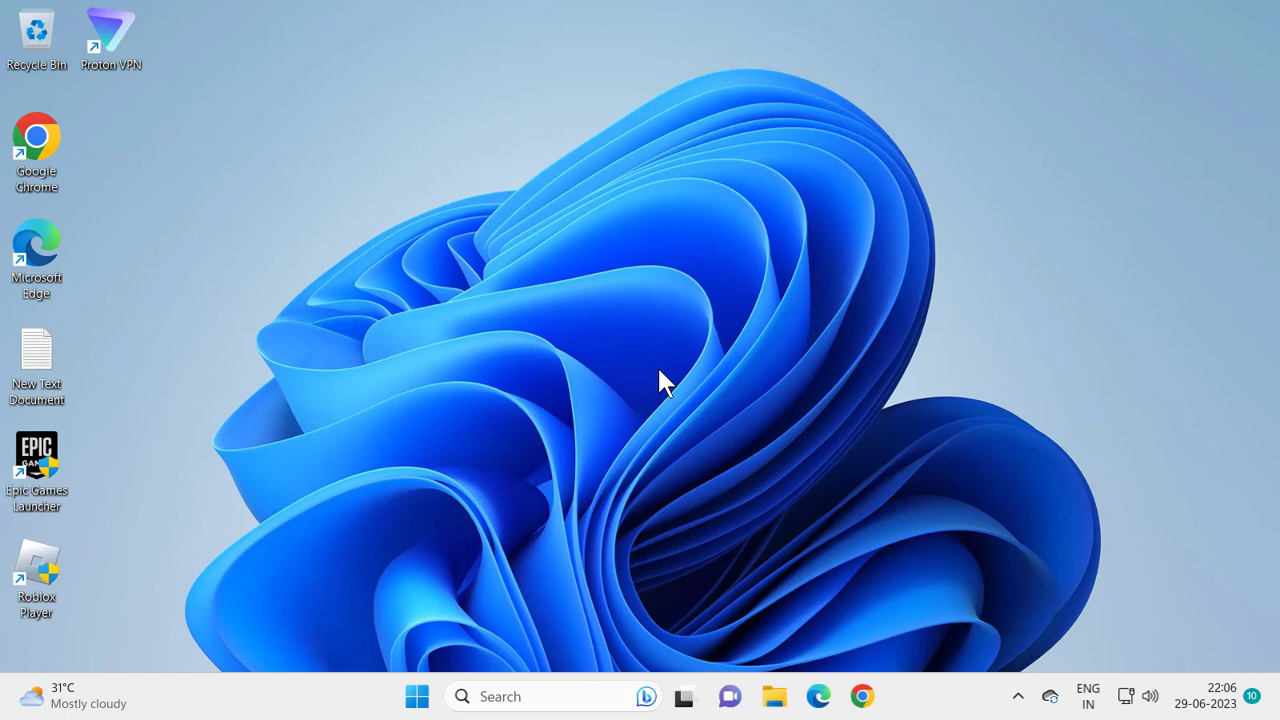 Recycle Bin
Proton VPN
Google
Chrome
Microsoft
Edge
New Text
Document
EPIC
Epic Games
Launcher
Roblox
Player
31°C
Mostly cloudy
Search
ENG
IN
22:06
29-06-2023
10